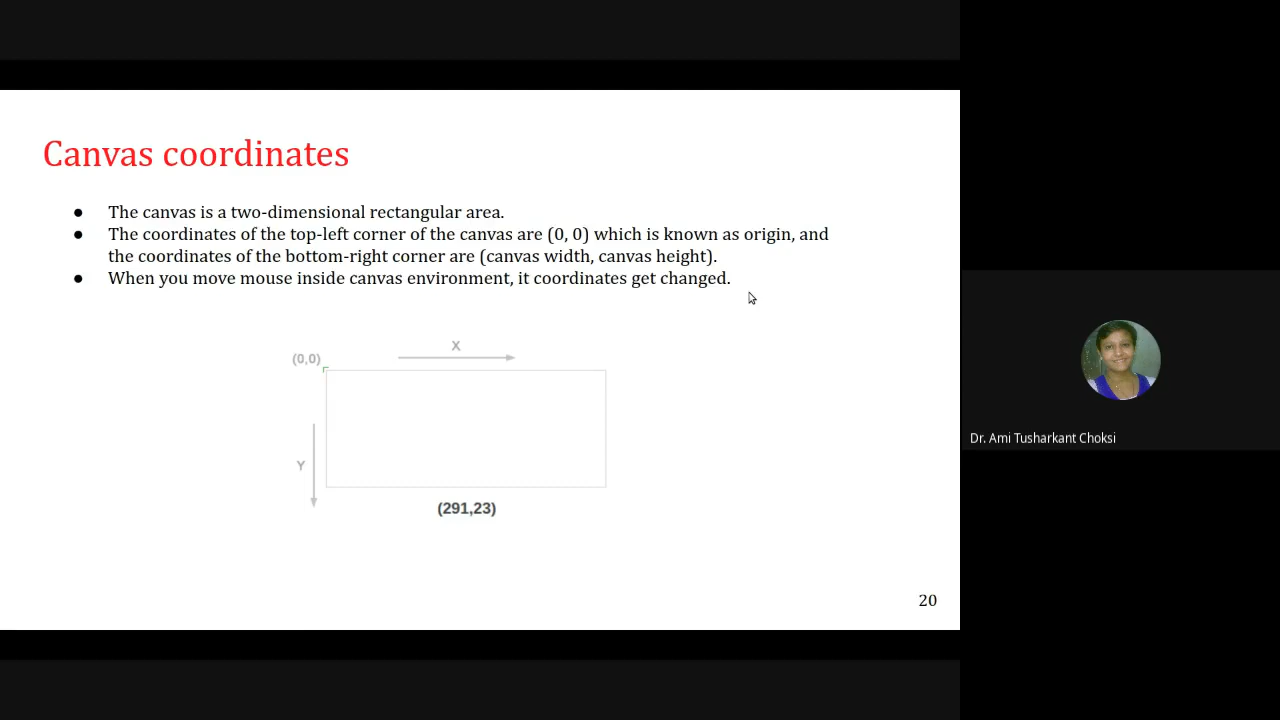 Canvas coordinates
● The canvas is a two-dimensional rectangular area.
● The coordinates of the top-left corner of the canvas are (0, 0) which is known as origin, and
the coordinates of the bottom-right corner are (canvas width, canvas height).
● When you move mouse inside canvas environment, it coordinates get changed.
X
(0,0)
Y
(291,23)
20
Dr. Ami Tusharkant Choksi